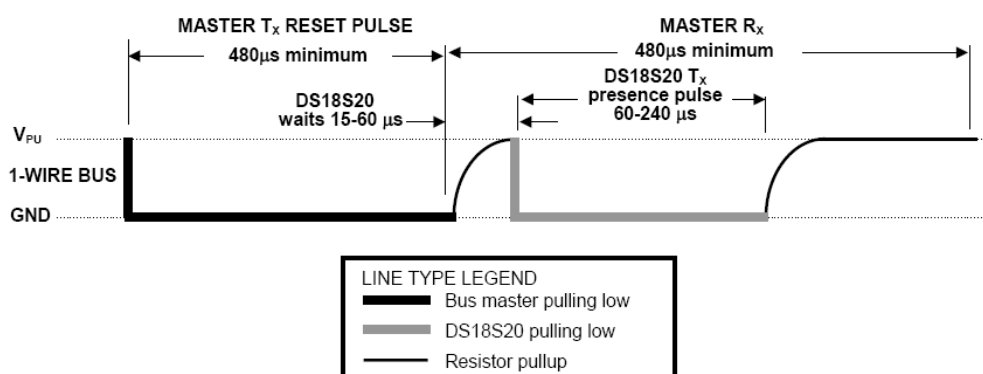 MASTER TX RESET PULSE
480µs minimum
MASTER RX
480µs minimum
DS18S20
waits 15-60 µs
DS18S20 TX
presence pulse
60-240 µs
VPU
1-WIRE BUS
GND
LINE TYPE LEGEND
Bus master pulling low
DS18S20 pulling low
Resistor pullup